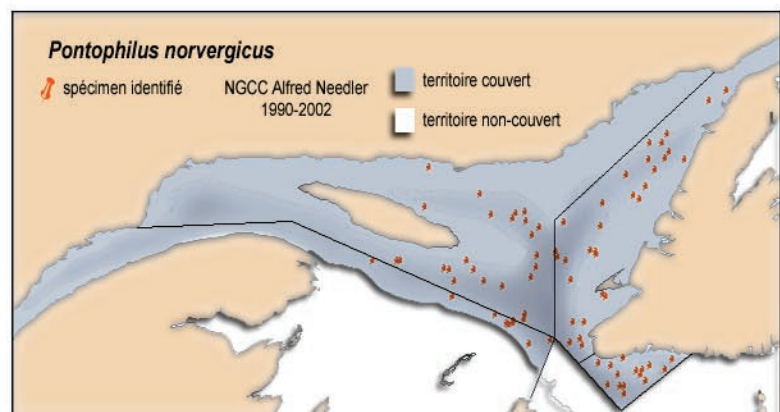 Pontophilus norvergicus
spécimen identifié
NGCC Alfred Needler
1990-2002
territoire couvert
territoire non-couvert